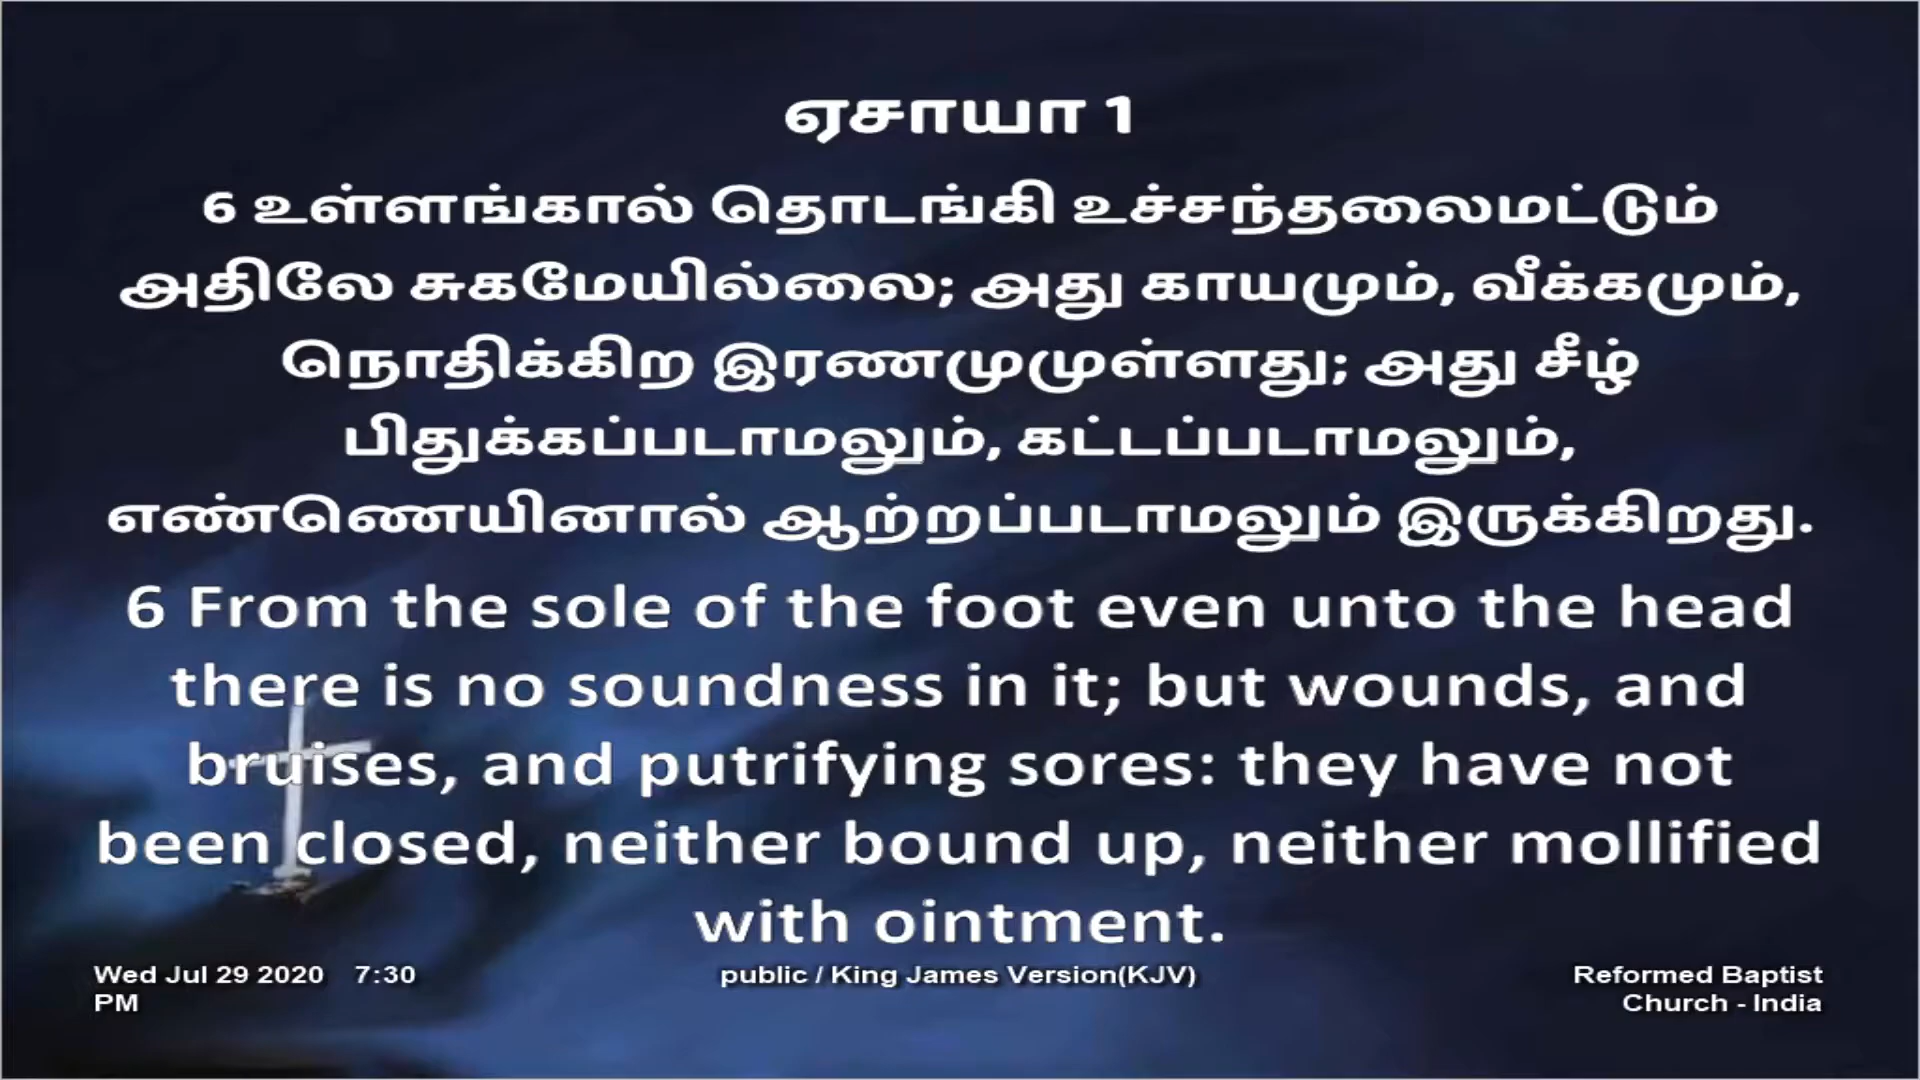 ஏசாயா 1
6 உள்ளங்கால் தொடங்கி உச்சந்தலைமட்டும்
அதிலே சுகமேயில்லை; அது காயமும், வீக்கமும்,
நொதிக்கிற இரணமுமுள்ளது; அது சீழ்
பிதுக்கப்படாமலும், கட்டப்படாமலும்,
எண்ணெயினால் ஆற்றப்படாமலும் இருக்கிறது.
6 From the sole of the foot even unto the head
there is no soundness in it; but wounds, and
bruises, and putrifying sores: they have not
been closed, neither bound up, neither mollified
with ointment.
Wed Jul 29 2020 7:30
PM
public / King James Version(KJV)
Reformed Baptist
Church - India